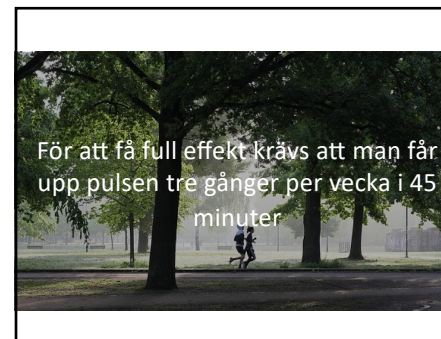 För att få full effekt krävs att man får
upp pulsen tre gånger per vecka i 45
minuter